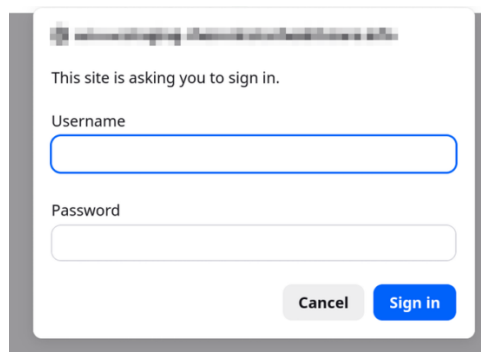 This site is asking you to sign in.
Username
Password
Cancel
Sign in